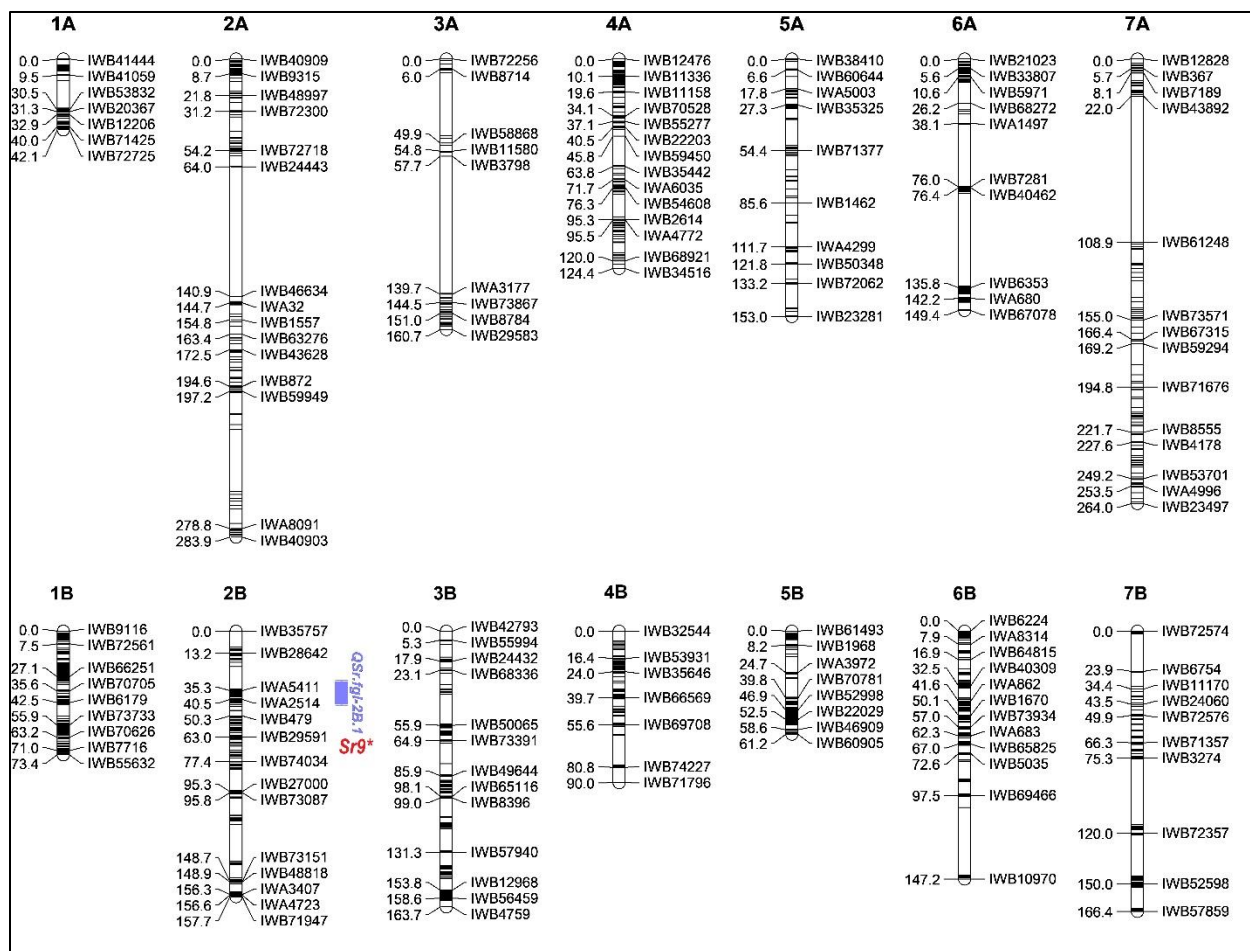 1A
0.0 IWB41444
9.5 IWB41059
30.5 IWB53832
31.3 IWB20367
32.9 IWB12206
40.0 IWB71425
42.1 IWB72725
2A
0.0 IWB40909
8.7 IWB9315
21.8 IWB48997
31.2 IWB72300
54.2 IWB72718
64.0 IWB24443
140.9 IWB46634
144.7 IWA32
154.8 IWB1557
163.4 IWB63276
172.5 IWB43628
194.6 IWB872
197.2 IWB59949
278.8 IWA8091
283.9 IWB40903
3A
0.0 IWB72256
6.0 IWB8714
49.9 IWB58868
54.8 IWB11580
57.7 IWB3798
139.7 IWA3177
144.5 IWB73867
151.0 IWB8784
160.7 IWB29583
4A
0.0 IWB12476
10.1 IWB11336
19.6 IWB11158
34.1 IWB70528
37.1 IWB55277
40.5 IWB22203
45.8 IWB59450
63.8 IWB35442
71.7 IWA6035
76.3 IWB54608
95.3 IWB2614
95.5 IWA4772
120.0 IWB68921
124.4 IWB34516
5A
0.0 IWB38410
6.6 IWB60644
17.8 IWA5003
27.3 IWB35325
54.4 IWB71377
85.6 IWB1462
111.7 IWA4299
121.8 IWB50348
133.2 IWB72062
153.0 IWB23281
6A
0.0 IWB21023
5.6 IWB33807
10.6 IWB5971
26.2 IWB68272
38.1 IWA1497
76.0 IWB7281
76.4 IWB40462
135.8 IWB6353
142.2 IWA680
149.4 IWB67078
7A
0.0 IWB12828
5.7 IWB367
8.1 IWB7189
22.0 IWB43892
108.9 IWB61248
155.0 IWB73571
166.4 IWB67315
169.2 IWB59294
194.8 IWB71676
221.7 IWB8555
227.6 IWB4178
249.2 IWB53701
253.5 IWA4996
264.0 IWB23497
1B
0.0 IWB9116
7.5 IWB72561
27.1 IWB66251
35.6 IWB70705
42.5 IWB6179
55.9 IWB73733
63.2 IWB70626
71.0 IWB7716
73.4 IWB55632
2B
0.0 IWB35757
13.2 IWB28642
35.3 IWA5411
40.5 IWA2514
50.3 IWB479
63.0 IWB29591
77.4 IWB74034
95.3 IWB27000
95.8 IWB73087
148.7 IWB73151
148.9 IWB48818
156.3 IWA3407
156.6 IWA4723
157.7 IWB71947
QSr.fgl-2B.1
Sr9*
3B
0.0 IWB42793
5.3 IWB55994
17.9 IWB24432
23.1 IWB68336
55.9 IWB50065
64.9 IWB73391
85.9 IWB49644
98.1 IWB65116
99.0 IWB8396
131.3 IWB57940
153.8 IWB12968
158.6 IWB56459
163.7 IWB4759
4B
0.0 IWB32544
16.4 IWB53931
24.0 IWB35646
39.7 IWB66569
55.6 IWB69708
80.8 IWB74227
90.0 IWB71796
5B
0.0 IWB61493
8.2 IWB1968
24.7 IWA3972
39.8 IWB70781
46.9 IWB52998
52.5 IWB22029
58.6 IWB46909
61.2 IWB60905
6B
0.0 IWB6224
7.9 IWA8314
16.9 IWB64815
32.5 IWB40309
41.6 IWA862
50.1 IWB1670
57.0 IWB73934
62.3 IWA683
67.0 IWB65825
72.6 IWB5035
97.5 IWB69466
147.2 IWB10970
7B
0.0 IWB72574
23.9 IWB6754
34.4 IWB11170
43.5 IWB24060
49.9 IWB72576
66.3 IWB71357
75.3 IWB3274
120.0 IWB72357
150.0 IWB52598
166.4 IWB57859